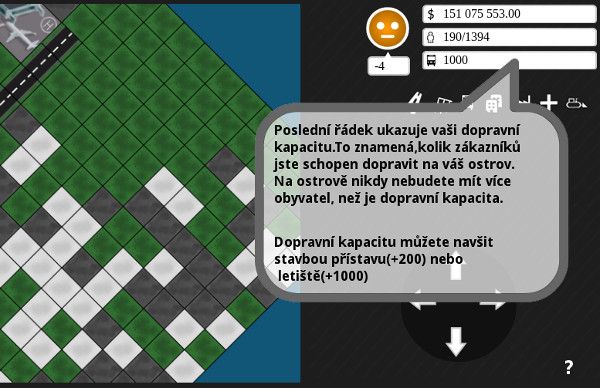 $ 151 075 553.00
190/1394
-4
1000
Poslední řádek ukazuje vaši dopravní
kapacitu.To znamená,kolik zákazníků
jste schopen dopravit na váš ostrov.
Na ostrově nikdy nebudete mít více
obyvatel, než je dopravní kapacita.
Dopravní kapacitu můžete navšit
stavbou přístavu(+200) nebo
letiště(+1000)
?
H